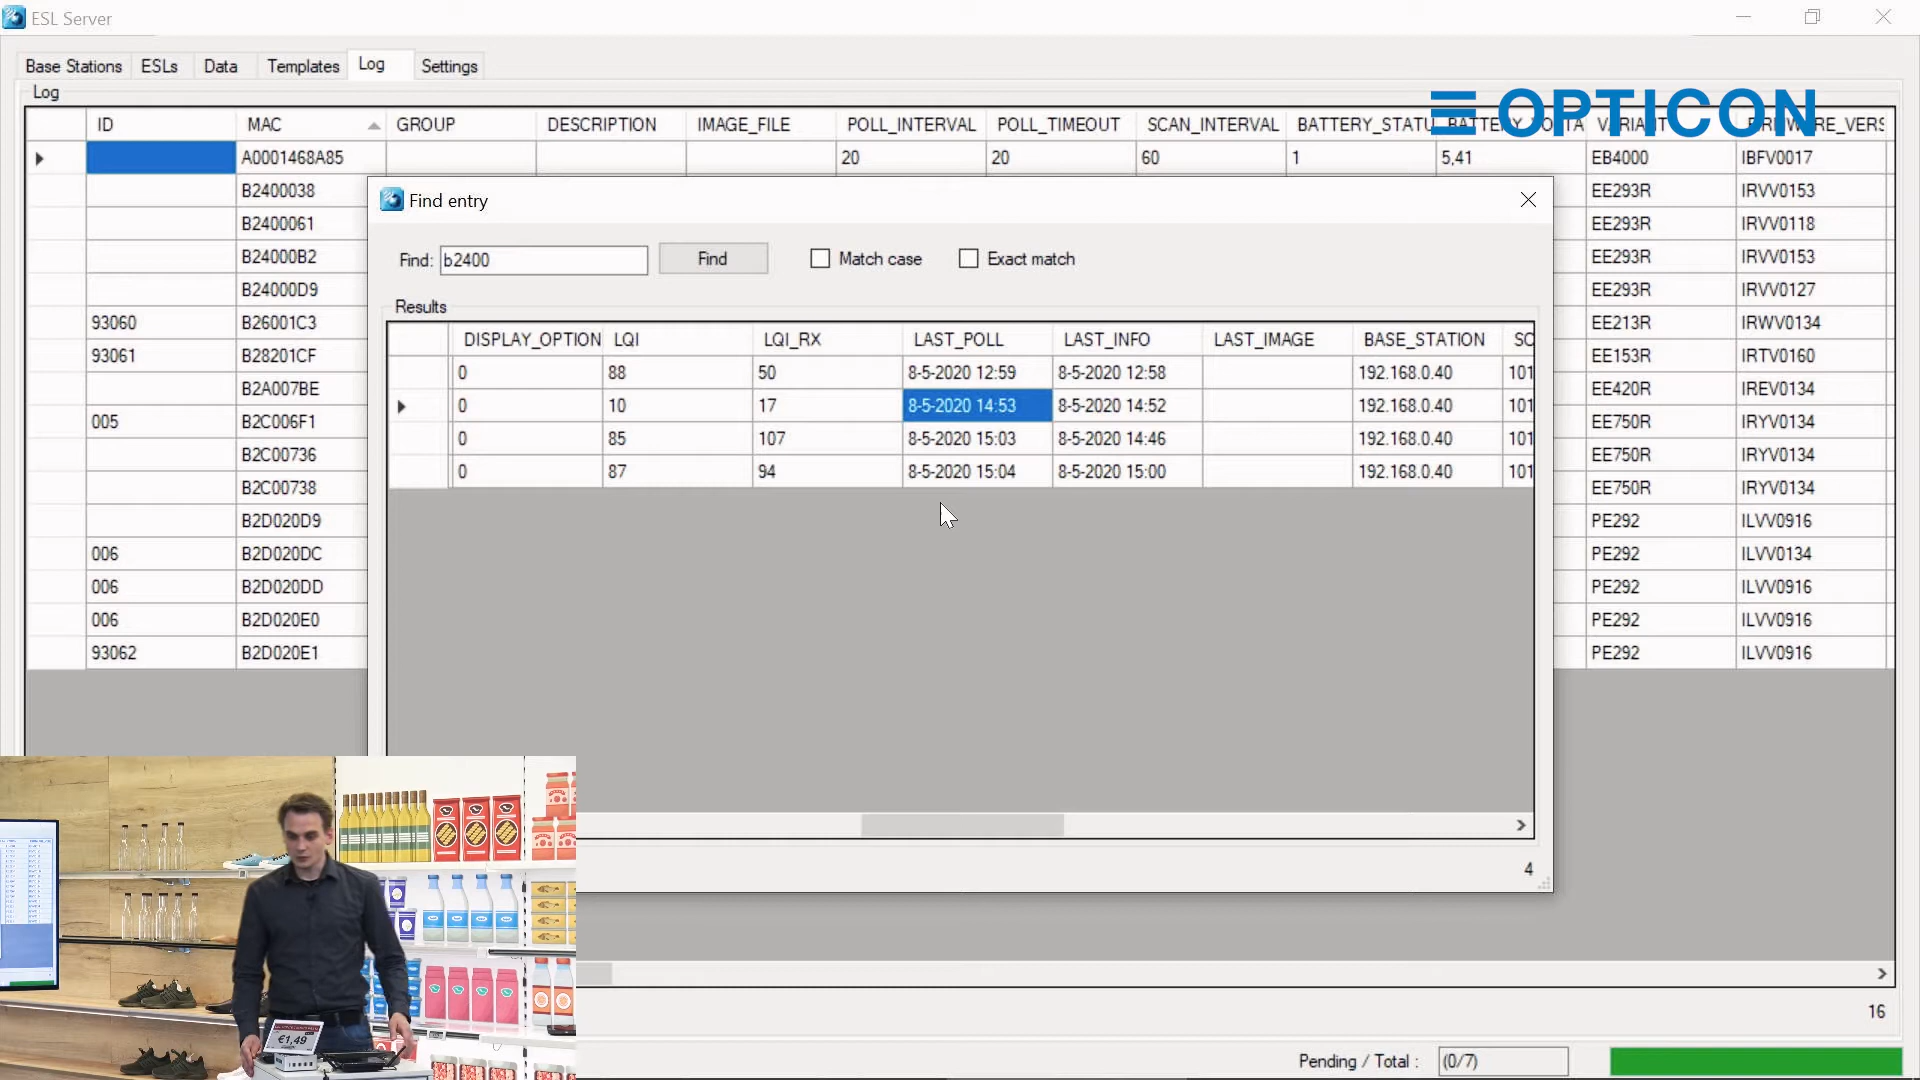 ESL Server
Base Stations ESLs Data Templates Log Settings
OPTICON
Log
ID MAC GROUP DESCRIPTION IMAGE_FILE POLL_INTERVAL POLL_TIMEOUT SCAN_INTERVAL BATTERY_STATU
A0001468A85 20 20 60 1 5,41 EB4000 IBFV0017
B2400038 EE293R IRVV0153
B2400061 EE293R IRVV0118
B24000B2 EE293R IRVV0153
B24000D9 EE293R IRVV0127
93060 B26001C3 EE213R IRWV0134
93061 B28201CF EE153R IRTV0160
B2A007BE EE420R IREV0134
005 B2C006F1 EE750R IRYV0134
B2C00736 EE750R IRYV0134
B2C00738 EE750R IRYV0134
B2D020D9 PE292 ILVV0916
006 B2D020DC PE292 ILVV0134
006 B2D020DD PE292 ILVV0916
006 B2D020E0 PE292 ILVV0916
93062 B2D020E1 PE292 ILVV0916
Find entry
Find: b2400 Find Match case Exact match
Results
DISPLAY_OPTION LQI LQI_RX LAST_POLL LAST_INFO LAST_IMAGE BASE_STATION SC
0 88 50 8-5-2020 12:59 8-5-2020 12:58 192.168.0.40 101
0 10 17 8-5-2020 14:53 8-5-2020 14:52 192.168.0.40 101
0 85 107 8-5-2020 15:03 8-5-2020 14:46 192.168.0.40 101
0 87 94 8-5-2020 15:04 8-5-2020 15:00 192.168.0.40 101
4
€1,49
16
Pending / Total : (0/7)